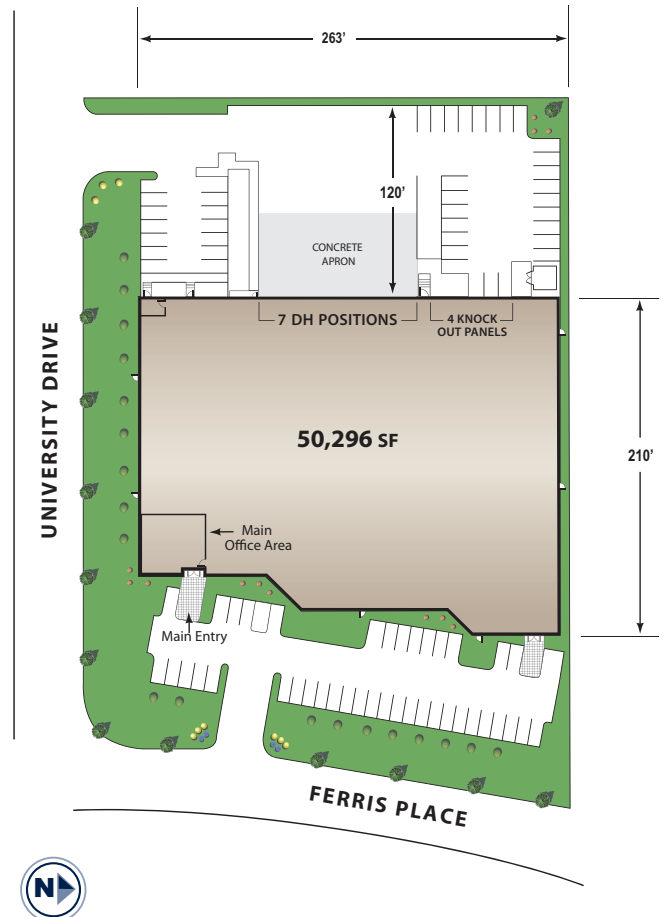 263'
120'
CONCRETE
APRON
7 DH POSITIONS
4 KNOCK
OUT PANELS
UNIVERSITY DRIVE
50,296 SF
210'
Main
Office Area
Main Entry
FERRIS PLACE
N